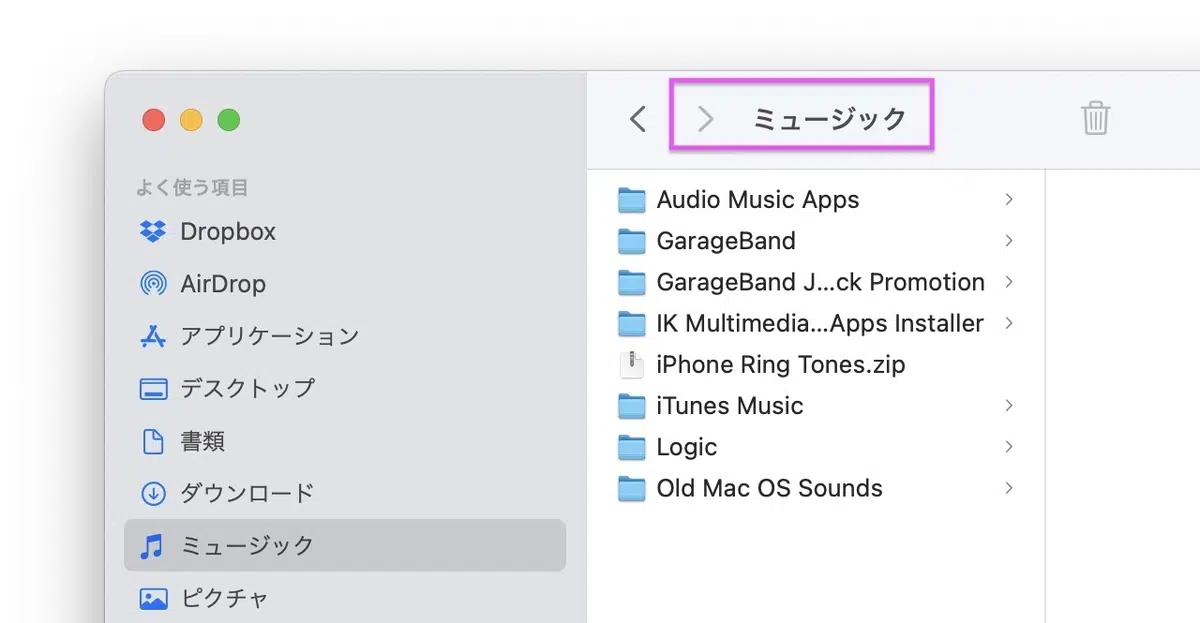 ミュージック
よく使う項目
Dropbox
AirDrop
アプリケーション
デスクトップ
書類
ダウンロード
ミュージック
ピクチャ
Audio Music Apps
GarageBand
GarageBand J...ck Promotion
IK Multimedia...Apps Installer
iPhone Ring Tones.zip
iTunes Music
Logic
Old Mac OS Sounds